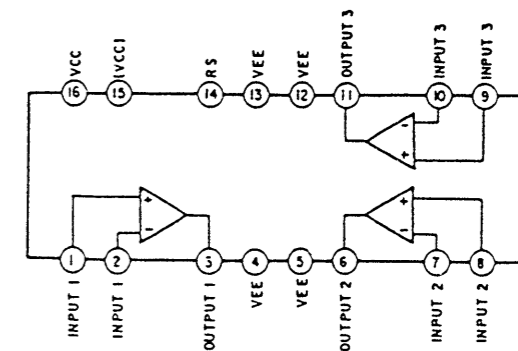 VCC
(VCC)
RS
VEE
VEE
OUTPUT 3
INPUT 3
INPUT 3
16
15
14
13
12
11
10
9
-
+
+
-
+
-
1
2
3
4
5
6
7
8
INPUT 1
INPUT 1
OUTPUT 1
VEE
VEE
OUTPUT 2
INPUT 2
INPUT 2